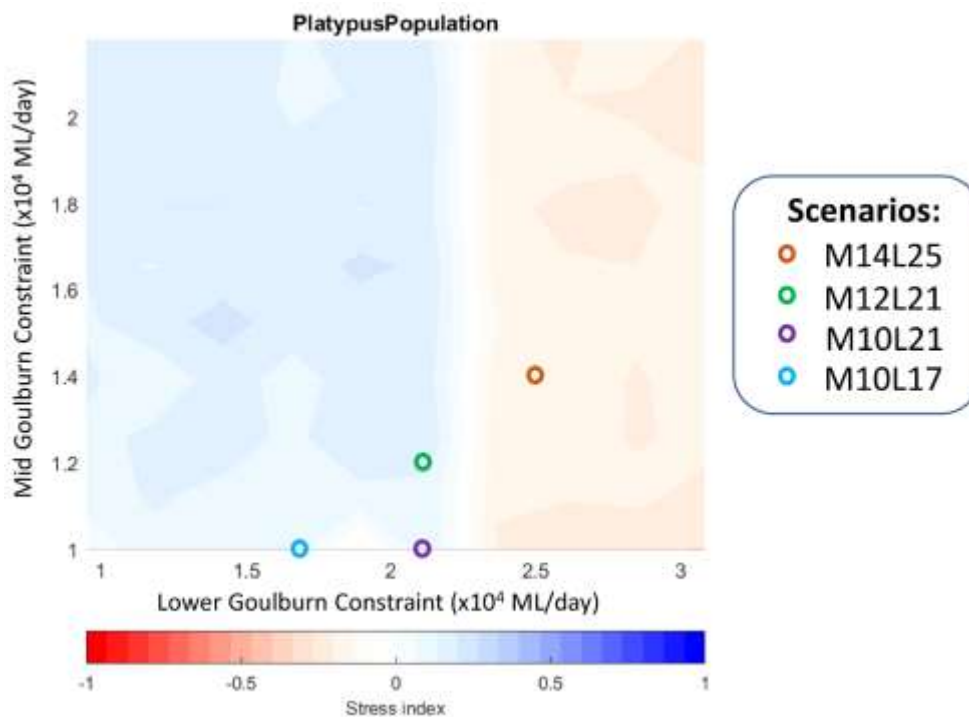 PlatypusPopulation
Mid Goulburn Constraint (x10⁴ ML/day)
2
1.8
1.6
1.4
1.2
1
1 1.5 2 2.5 3
Lower Goulburn Constraint (x10⁴ ML/day)
-1 -0.5 0 0.5 1
Stress index
Scenarios:
M14L25
M12L21
M10L21
M10L17